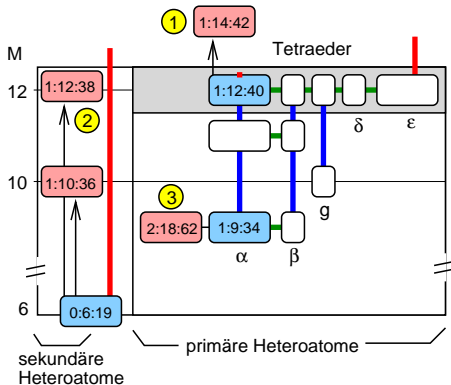 1
1:14:42
M
Tetraeder
12
1:12:38
1:12:40
2
δ
ε
10
1:10:36
3
g
2:18:62
1:9:34
α
β
6
0:6:19
sekundäre
Heteroatome
primäre Heteroatome